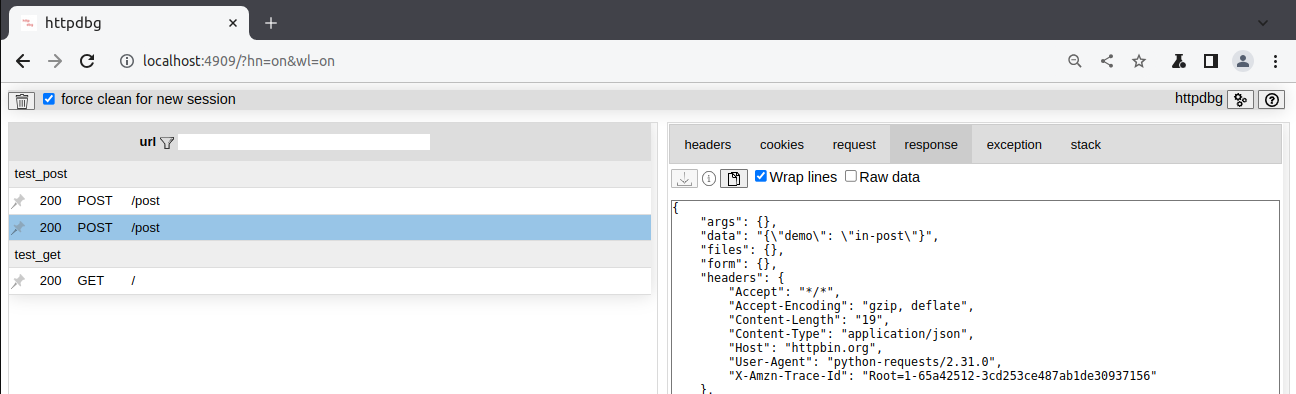 httpdbg
localhost:4909/?hn=on&wl=on
force clean for new session
httpdbg
url
test_post
200 POST /post
200 POST /post
test_get
200 GET /
headers cookies request response exception stack
Wrap lines Raw data
{
    "args": {},
    "data": "{\"demo\": \"in-post\"}",
    "files": {},
    "form": {},
    "headers": {
        "Accept": "*/*",
        "Accept-Encoding": "gzip, deflate",
        "Content-Length": "19",
        "Content-Type": "application/json",
        "Host": "httpbin.org",
        "User-Agent": "python-requests/2.31.0",
        "X-Amzn-Trace-Id": "Root=1-65a42512-3cd253ce487ab1de30937156"
    },